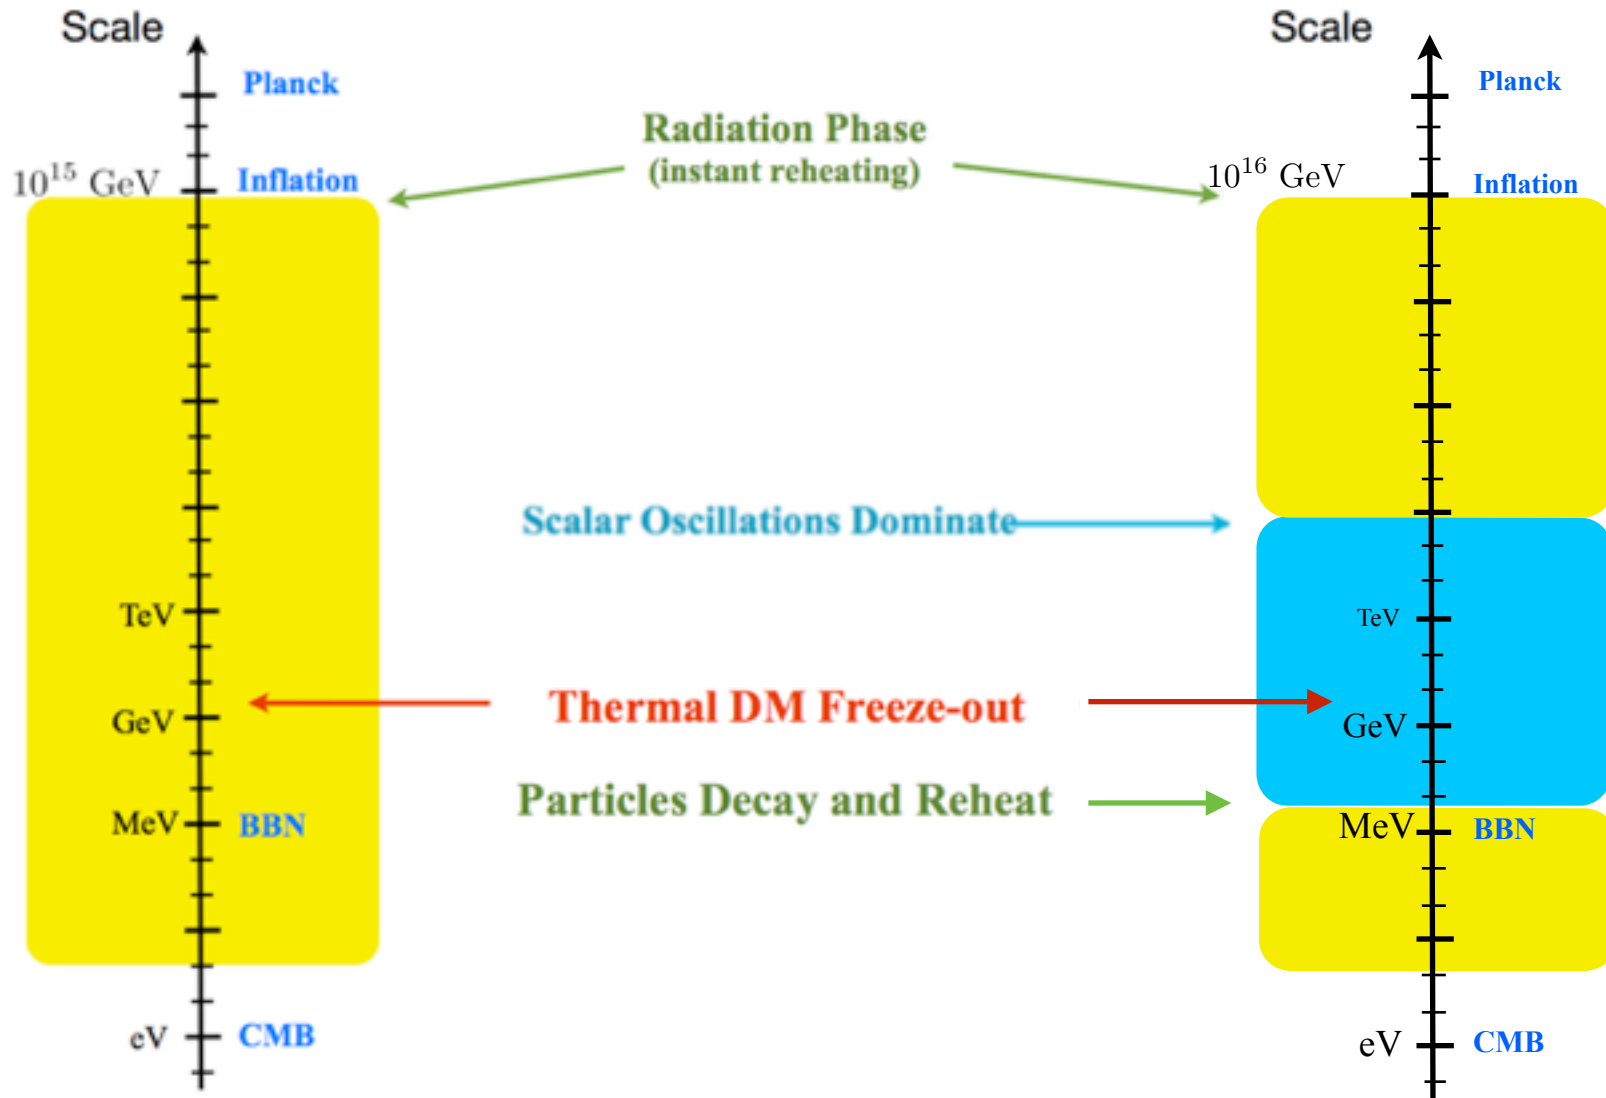 Scale
Planck
10^15 GeV
Inflation
TeV
GeV
MeV
BBN
eV
CMB
Radiation Phase
(instant reheating)
Scalar Oscillations Dominate
Thermal DM Freeze-out
Particles Decay and Reheat
Scale
Planck
10^16 GeV
Inflation
TeV
GeV
MeV
BBN
eV
CMB